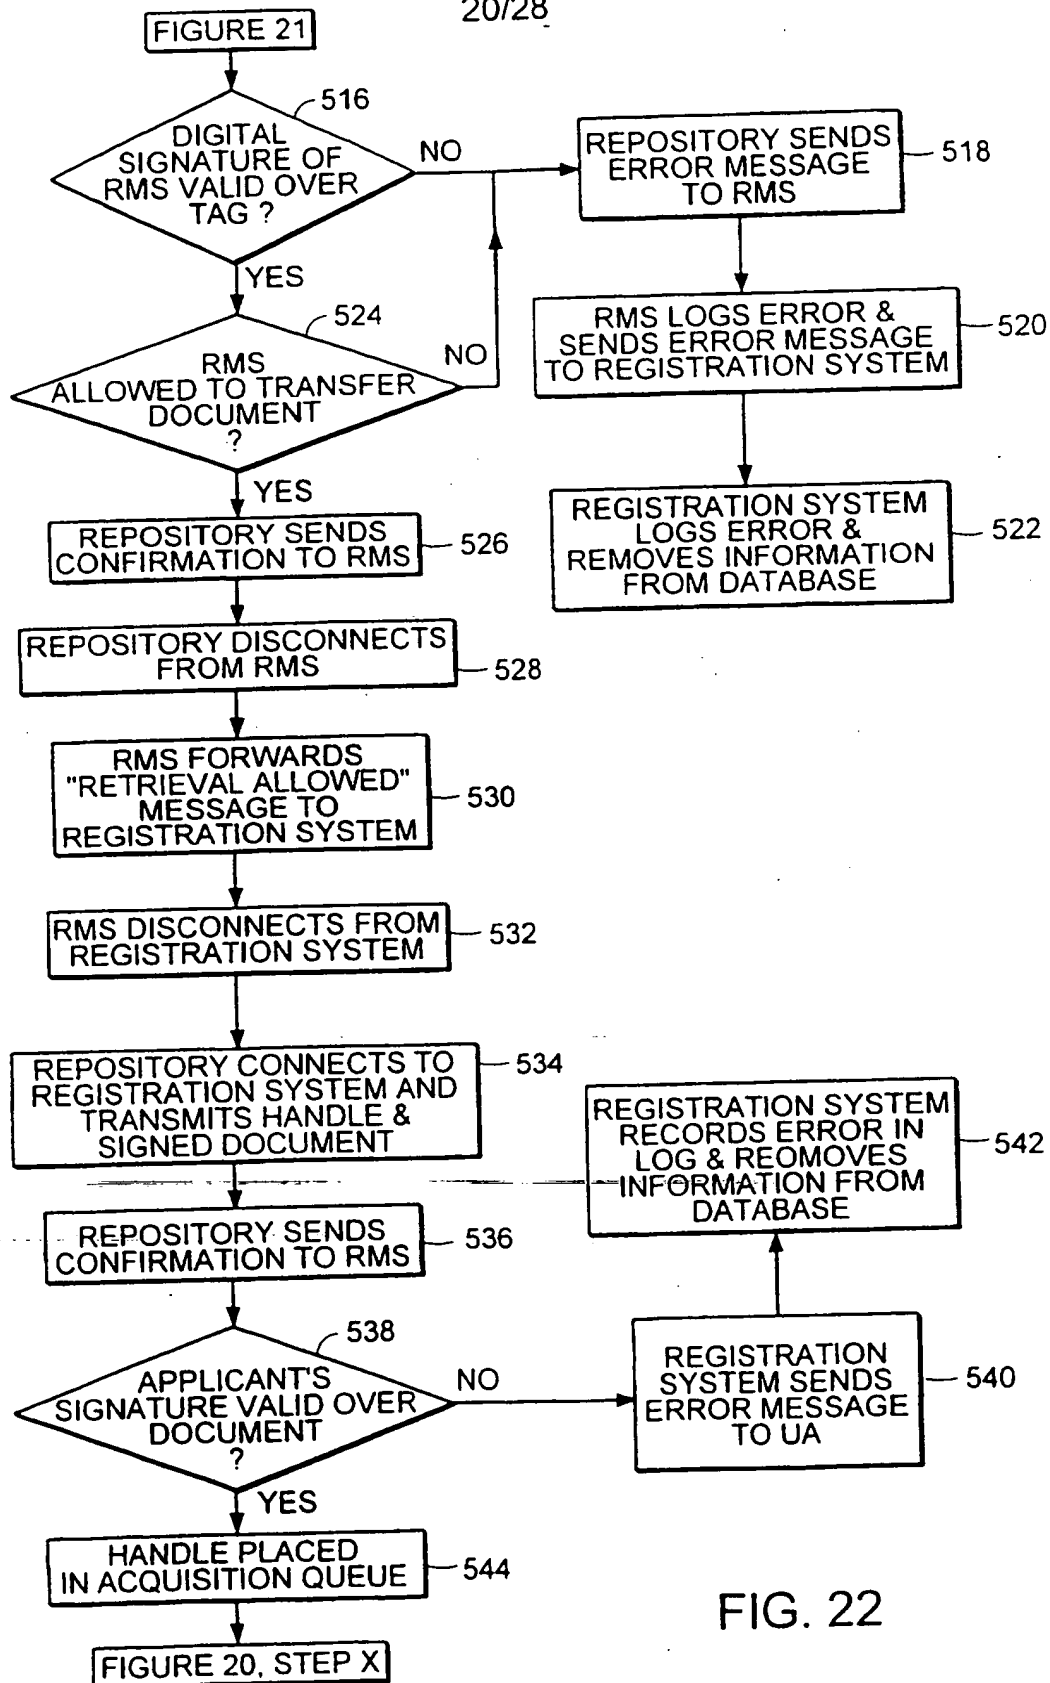 20/28
FIGURE 21
516
DIGITAL
SIGNATURE OF
RMS VALID OVER
TAG ?
NO
REPOSITORY SENDS
ERROR MESSAGE
TO RMS
518
YES
524
RMS
ALLOWED TO TRANSFER
DOCUMENT
?
NO
RMS LOGS ERROR &
SENDS ERROR MESSAGE
TO REGISTRATION SYSTEM
520
YES
REGISTRATION SYSTEM
LOGS ERROR &
REMOVES INFORMATION
FROM DATABASE
522
REPOSITORY SENDS
CONFIRMATION TO RMS
526
REPOSITORY DISCONNECTS
FROM RMS
528
RMS FORWARDS
"RETRIEVAL ALLOWED"
MESSAGE TO
REGISTRATION SYSTEM
530
RMS DISCONNECTS FROM
REGISTRATION SYSTEM
532
REPOSITORY CONNECTS TO
REGISTRATION SYSTEM AND
TRANSMITS HANDLE &
SIGNED DOCUMENT
534
REPOSITORY SENDS
CONFIRMATION TO RMS
536
538
APPLICANT'S
SIGNATURE VALID OVER
DOCUMENT
?
NO
REGISTRATION
SYSTEM SENDS
ERROR MESSAGE
TO UA
540
REGISTRATION SYSTEM
RECORDS ERROR IN
LOG & REOMOVES
INFORMATION FROM
DATABASE
542
YES
HANDLE PLACED
IN ACQUISITION QUEUE
544
FIGURE 20, STEP X
FIG. 22